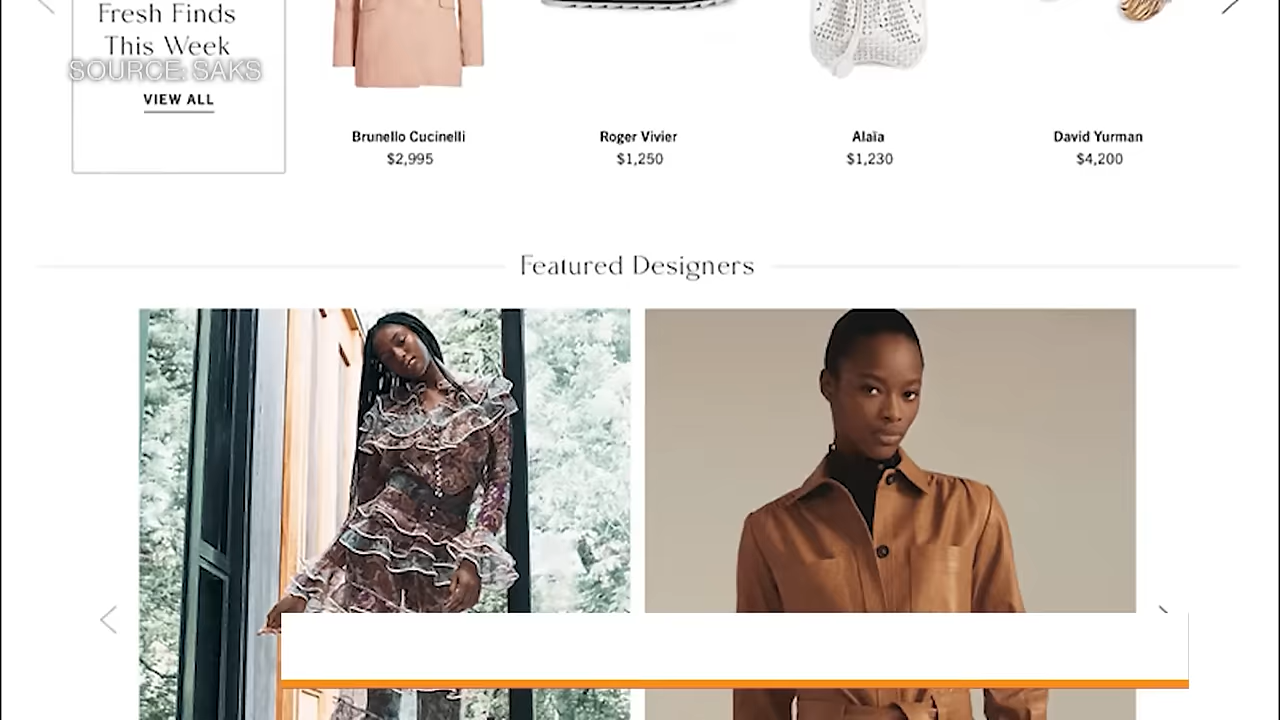 Fresh Finds
This Week
SOURCE: SAKS
VIEW ALL
Brunello Cucinelli
$2,995
Roger Vivier
$1,250
Alaïa
$1,230
David Yurman
$4,200
Featured Designers